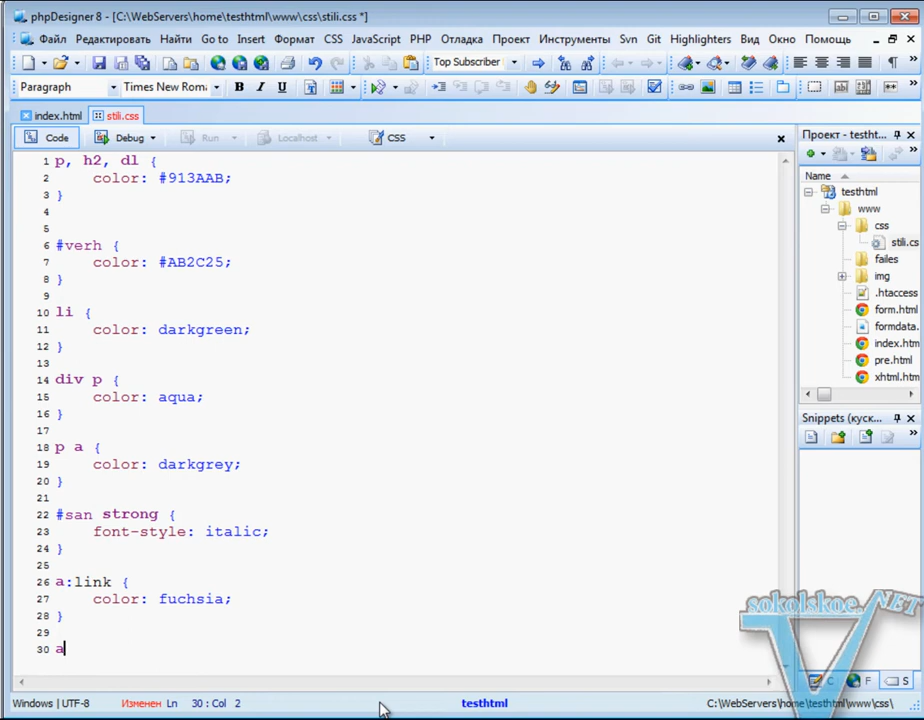 phpDesigner 8 - [C:\WebServers\home\testhtml\www\css\stili.css *]
Файл Редактировать Найти Go to Insert Формат CSS JavaScript PHP Отладка Проект Инструменты Svn Git Highlighters Вид Окно Помощь
Top Subscriber
Paragraph Times New Roma B I U
index.html stili.css
Code Debug Run Localhost CSS
1 p, h2, dl {
2 color: #913AAB;
3 }
4
5
6 #verh {
7 color: #AB2C25;
8 }
9
10 li {
11 color: darkgreen;
12 }
13
14 div p {
15 color: aqua;
16 }
17
18 p a {
19 color: darkgrey;
20 }
21
22 #san strong {
23 font-style: italic;
24 }
25
26 a:link {
27 color: fuchsia;
28 }
29
30 a
Проект - testht...
Name
testhtml
www
css
stili.cs
failes
img
.htaccess
form.html
formdata.
index.htm
pre.html
xhtml.htm
Snippets (куск...
sokolskoe.NET
C F S
Windows | UTF-8 Изменен Ln 30 : Col 2 testhtml C:\WebServers\home\testhtml\www\css\